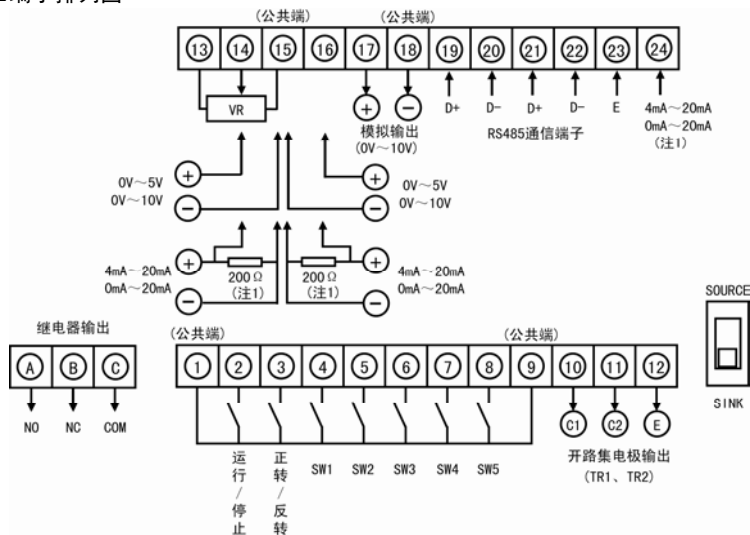 (公共端) (公共端)
13 14 15 16 17 18 19 20 21 22 23 24
VR
+ − D+ D- D+ D- E 4mA～20mA
模拟输出 RS485通信端子 0mA～20mA
(0V～10V) (注1)
0V～5V + + 0V～5V
0V～10V − − 0V～10V
4mA～20mA + 200Ω 200Ω + 4mA～20mA
0mA～20mA − (注1) (注1) − 0mA～20mA
SOURCE
SINK
继电器输出
A B C
NO NC COM
(公共端) (公共端)
1 2 3 4 5 6 7 8 9 10 11 12
C1 C2 E
运行/停止 正转/反转 SW1 SW2 SW3 SW4 SW5
开路集电极输出
(TR1、TR2)